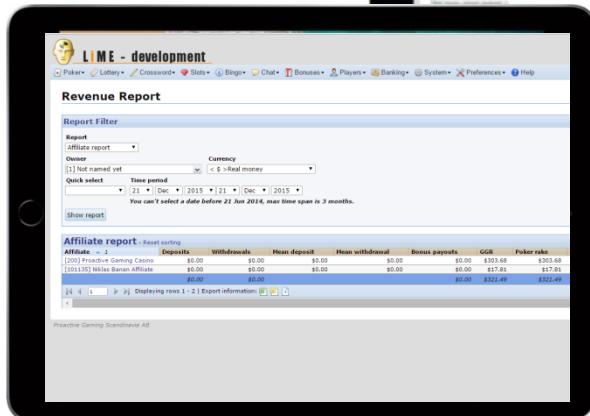 LiME - development
Poker Lottery Crossword Slots Bingo Chat Bonuses Players Banking System Preferences Help
Revenue Report
Report Filter
Report
Affiliate report
Owner Currency
[1] Not named yet < $ >Real money
Quick select Time period
21 Dec 2015 21 Dec 2015
You can't select a date before 21 Jun 2014, max time span is 3 months.
Show report
Affiliate report - Reset sorting
Affiliate Deposits Withdrawals Mean deposit Mean withdrawal Bonus payouts GGR Poker rake
[200] Proactive Gaming Casino $0.00 $0.00 $0.00 $0.00 $0.00 $303.68 $303.68
[101135] Niklas Banan Affiliate $0.00 $0.00 $0.00 $0.00 $0.00 $17.81 $17.81
$0.00 $0.00 $0.00 $321.49 $321.49
1 Displaying rows 1 - 2 | Export information:
Proactive Gaming Scandinavia AB